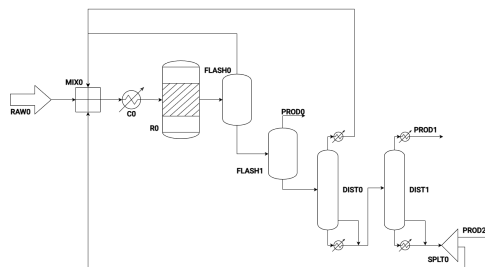 FLASH0
MIX0
RAW0
C0
R0
PROD0
FLASH1
PROD1
DIST0
DIST1
PROD2
SPLT0